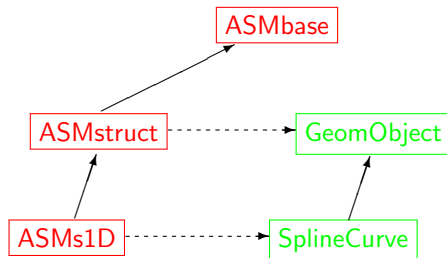 ASMbase
ASMstruct
GeomObject
ASMs1D
SplineCurve